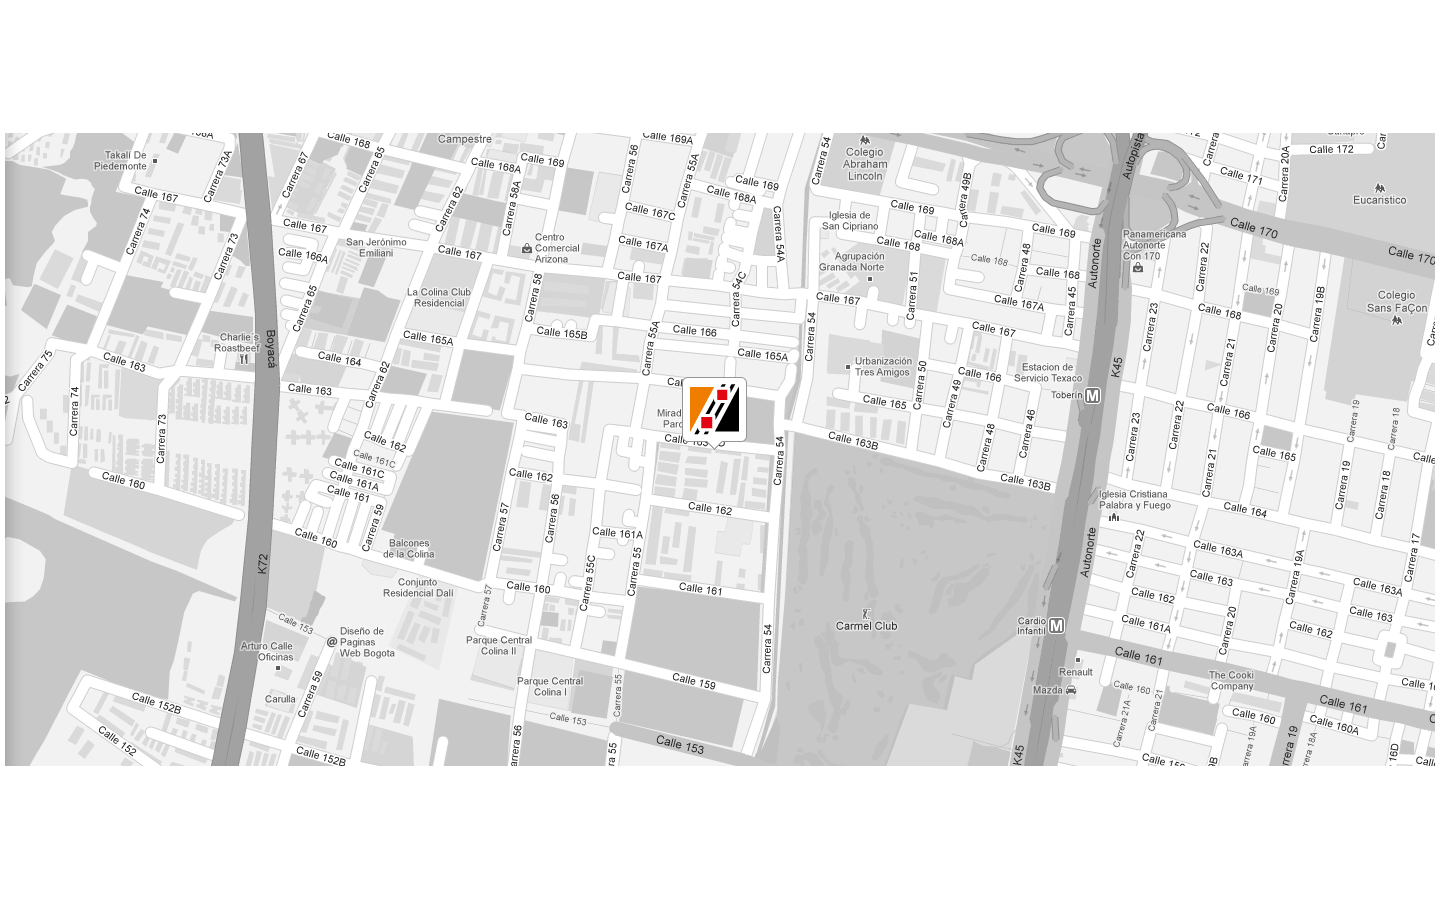 Calle 168
Campestre
Calle 169A
Carrera 54
Autopista
Calle 172
Takalí De
Piedemonte
Carrera 73A
Carrera 67
Carrera 65
Calle 168A
Calle 169
Carrera 56
Carrera 55A
Colegio
Abraham
Lincoln
Carrera 49B
Carrera 20A
Calle 171
Eucaristico
Calle 167
Carrera 74
Carrera 62
Carrera 58A
Calle 169
Calle 168A
Calle 167C
Iglesia de
San Cipriano
Calle 169
Calle 169
Calle 170
Calle 170
Carrera 73
Calle 167
Calle 166A
San Jerónimo
Emiliani
Calle 167
Centro
Comercial
Arizona
Calle 167A
Carrera 54A
Calle 168
Calle 168A
Carrera 48
Panamericana
Autonorte
Con 170
Autonorte
Carrera 22
Agrupación
Granada Norte
Calle 168
Calle 168
Calle 167
Carrera 54C
Carrera 51
Calle 167A
Carrera 45
Calle 169
Carrera 19B
Colegio
Sans FaÇon
Carrera 65
La Colina Club
Residencial
Carrera 58
Calle 167
Calle 167
Carrera 23
Calle 168
Carrera 20
Charlie´s
Roastbeef
Boyacá
Calle 165A
Calle 165B
Carrera 55A
Calle 166
Calle 165A
Carrera 54
Carrera 21
Carrera 75
Calle 163
Calle 164
Carrera 62
Urbanización
Tres Amigos
Carrera 50
Calle 166
Estacion de
Servicio Texaco
K45
Calle 163
Carrera 74
Carrera 73
Calle 163
Calle 165
Carrera 49
Carrera 46
Toberín
M
Carrera 22
Calle 166
Carrera 19
Carrera 18
Calle 162
Calle 161C
Calle 161C
Calle 161A
Calle 161
Carrera 54
Calle 163B
Carrera 48
Calle 163B
Carrera 23
Carrera 21
Calle 165
Carrera 19
Carrera 18
Calle 160
Carrera 59
Calle 162
Carrera 57
Carrera 56
Calle 162
Iglesia Cristiana
Palabra y Fuego
Calle 164
Calle 160
Balcones
de la Colina
Calle 161A
Carrera 55
Carrera 55C
Autonorte
Carrera 22
Calle 163A
Carrera 19A
Carrera 17
K72
Conjunto
Residencial Dalí
Carrera 57
Calle 160
Calle 161
Calle 163
Calle 163A
Calle 162
Calle 163
Calle 153
Arturo Calle
Oficinas
Diseño de
Paginas
Web Bogota
Parque Central
Colina II
Carrera 54
Carmel Club
Cardio
Infantil
M
Calle 161A
Carrera 20
Calle 162
Calle 161
Renault
Mazda
The Cooki
Company
Carulla
Carrera 59
Parque Central
Colina I
Carrera 55
Calle 159
Calle 160
Carrera 21
Carrera 21A
Calle 161
Calle 160
Calle 160A
Calle 152B
Calle 152
Calle 152B
Carrera 56
Calle 153
Calle 153
K45
Carrera 19A
Carrera 18A